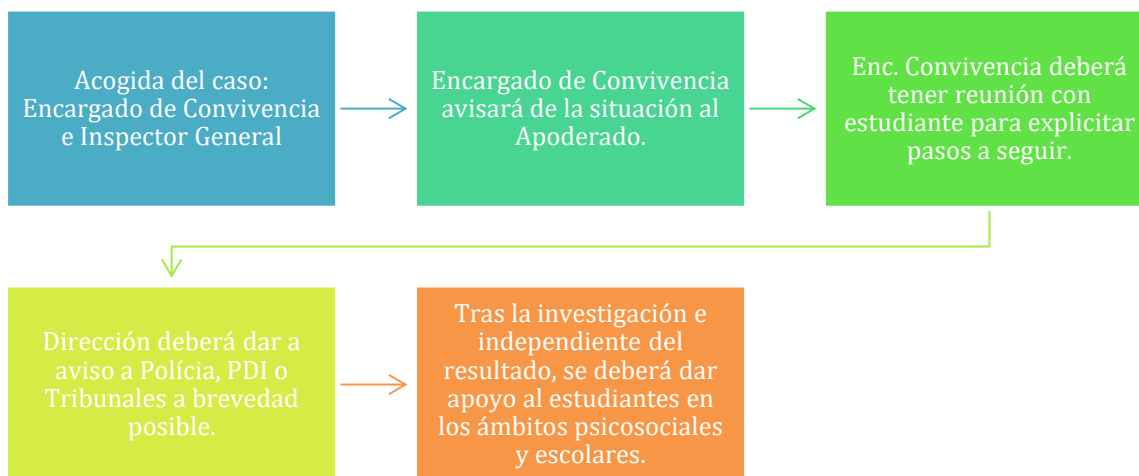 Acogida del caso:
Encargado de Convivencia
e Inspector General
Encargado de Convivencia
avisará de la situación al
Apoderado.
Enc. Convivencia deberá
tener reunión con
estudiante para explicitar
pasos a seguir.
Dirección deberá dar a
aviso a Polícia, PDI o
Tribunales a brevedad
posible.
Tras la investigación e
independiente del
resultado, se deberá dar
apoyo al estudiantes en
los ámbitos psicosociales
y escolares.